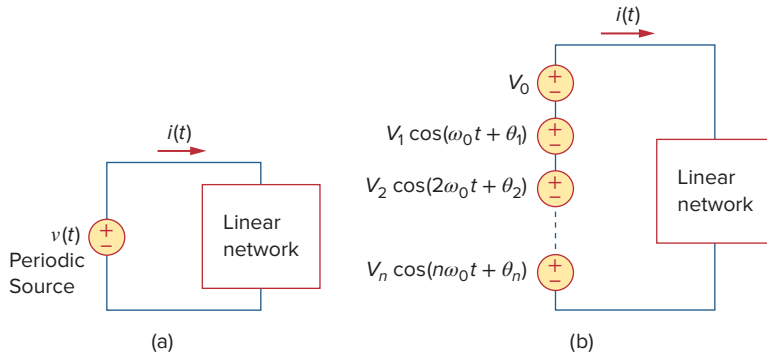 i(t)
v(t)
Periodic
Source
+
−
Linear
network
(a)
i(t)
V₀
+
−
V₁ cos(ω₀t + θ₁)
+
−
V₂ cos(2ω₀t + θ₂)
+
−
Vₙ cos(nω₀t + θₙ)
+
−
Linear
network
(b)